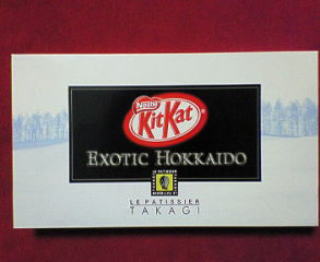 Nestlé
KitKat
EXOTIC HOKKAIDO
LE PATISSIER
TAKAGI